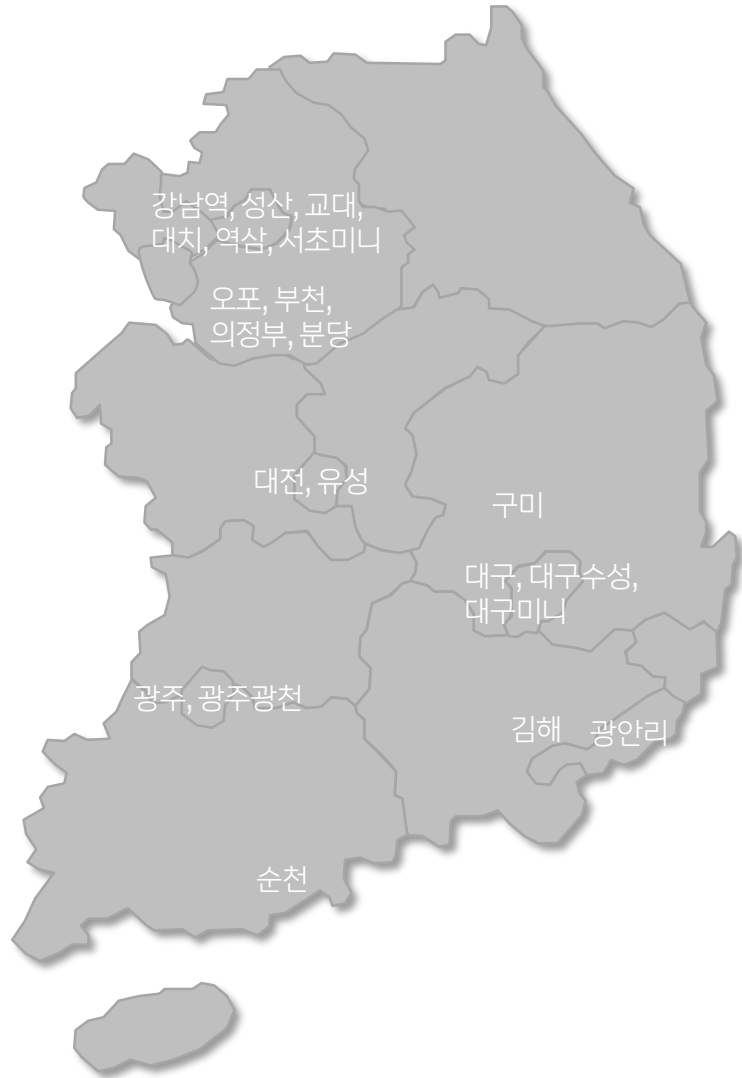 강남역, 성산, 교대,
대치, 역삼, 서초미니
오포, 부천,
의정부, 분당
대전, 유성
구미
대구, 대구수성,
대구미니
광주, 광주광천
김해
광안리
순천